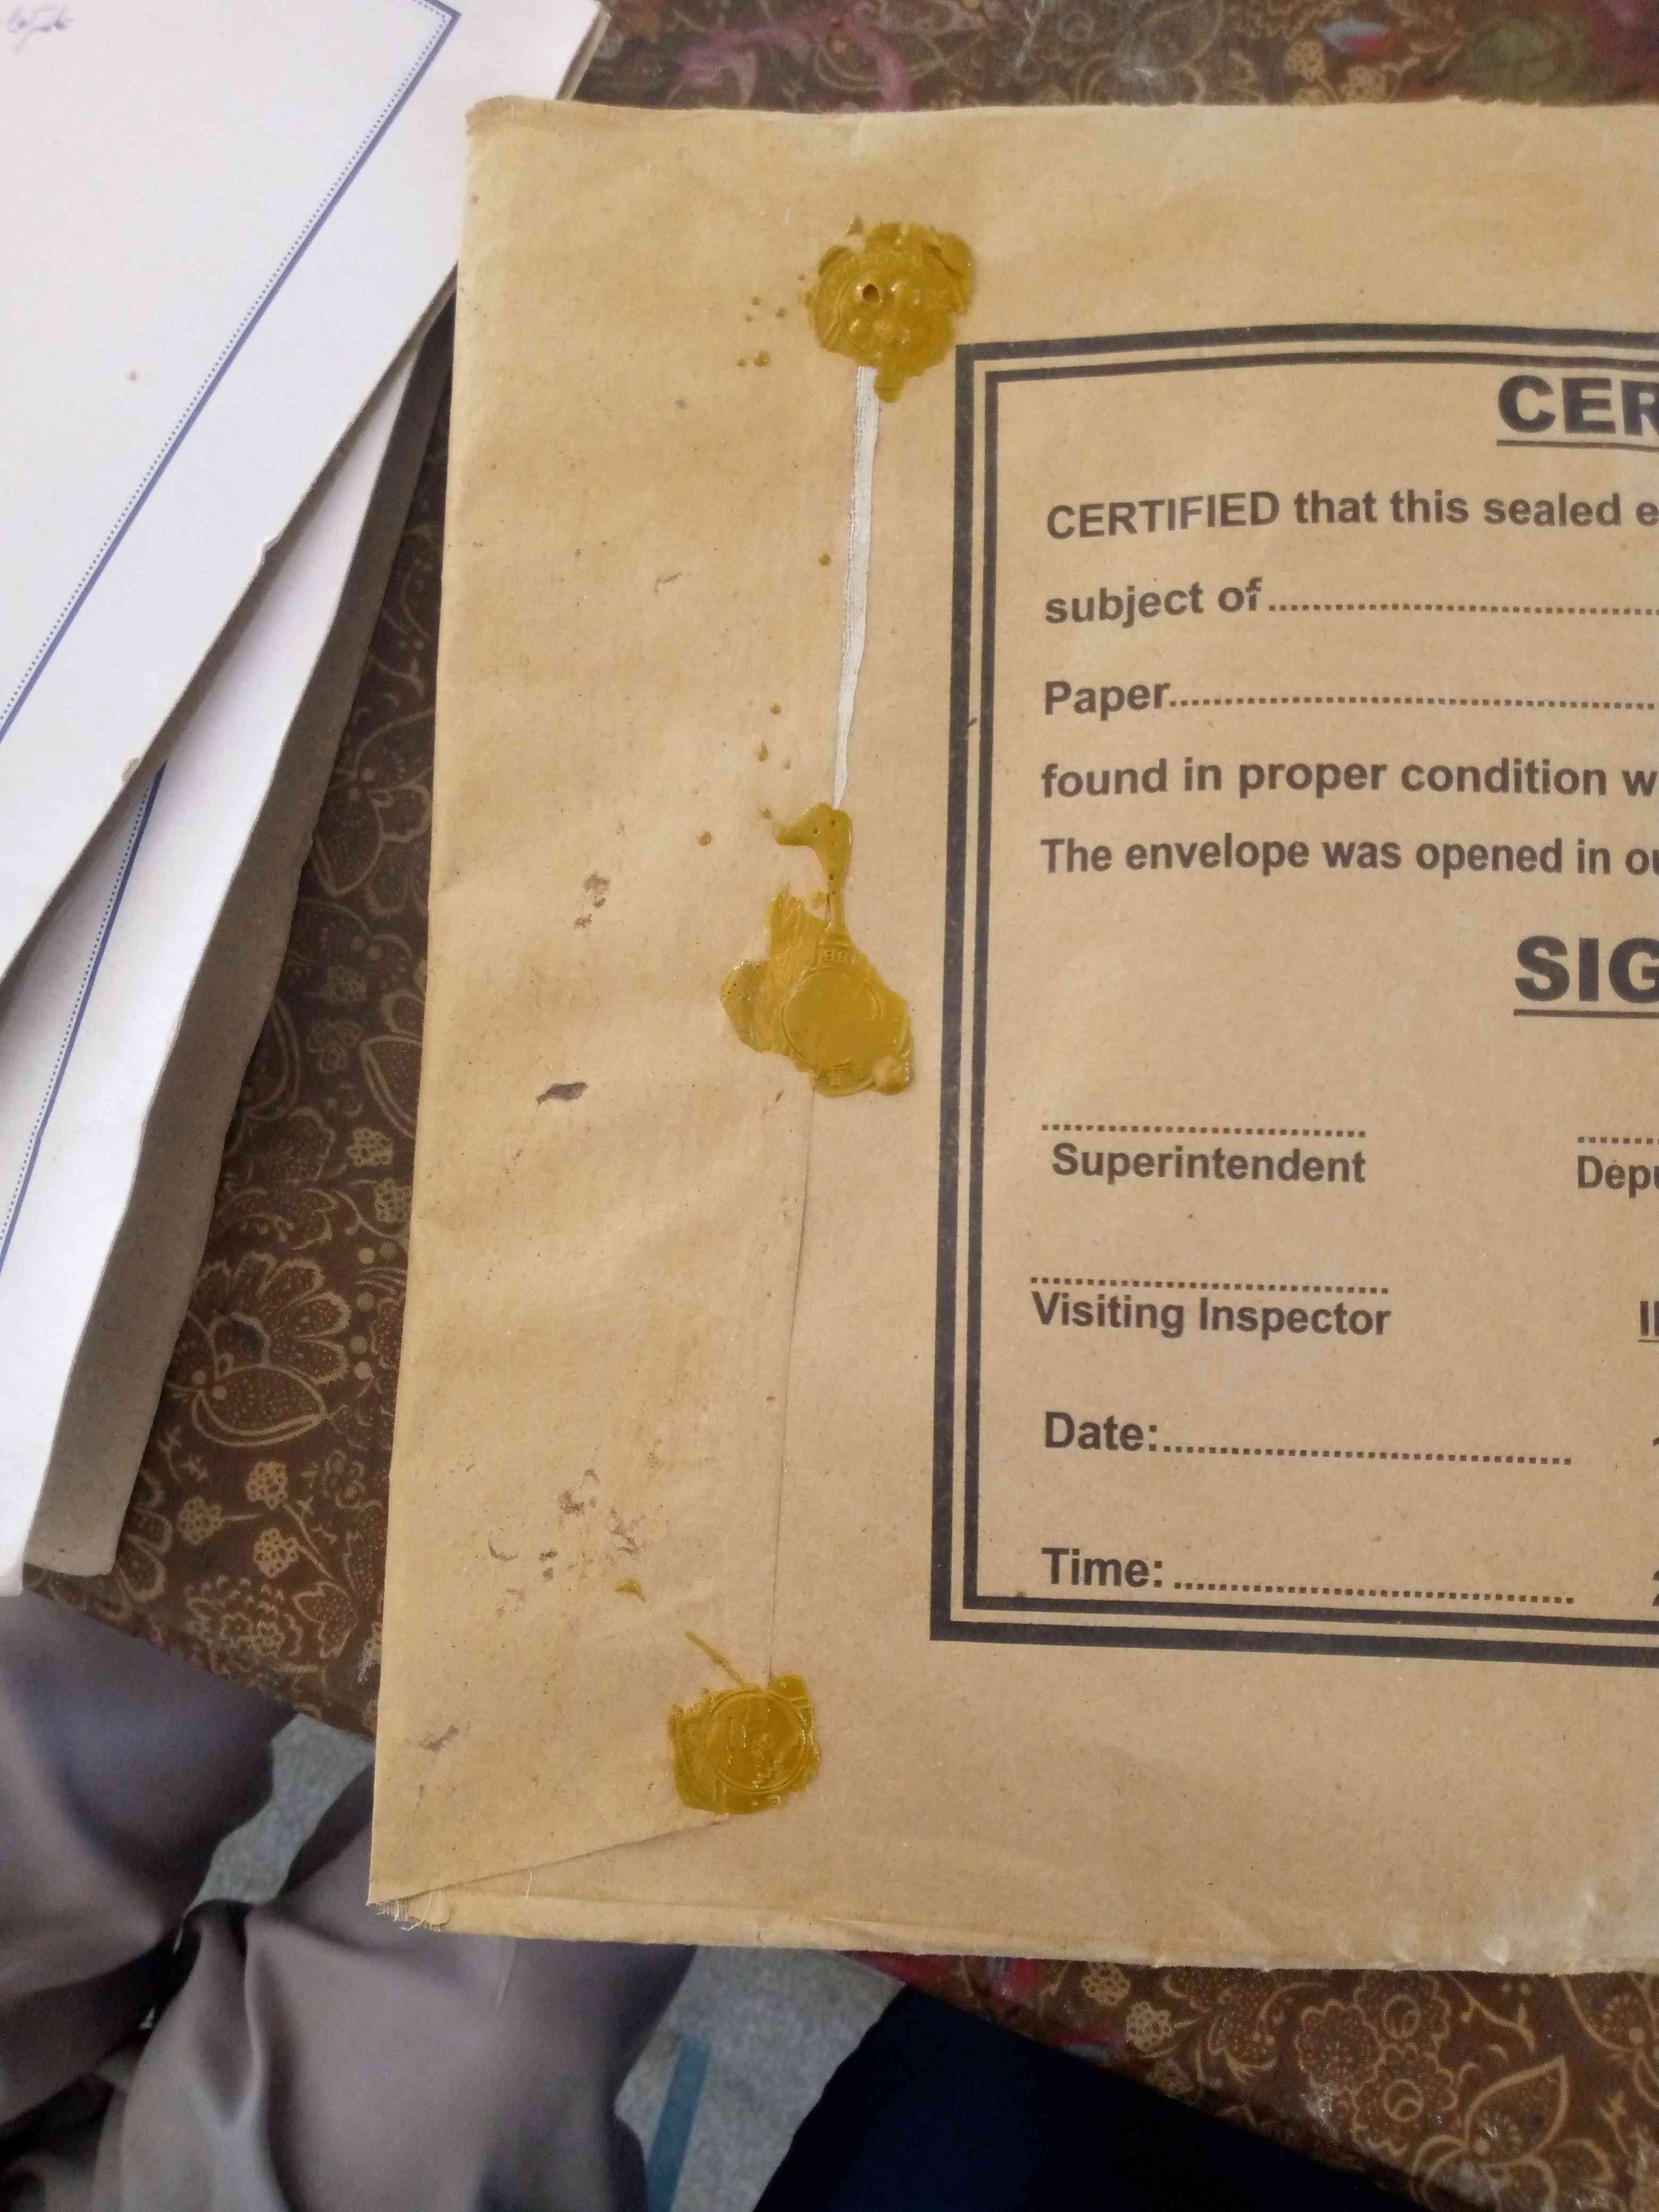 CER
CERTIFIED that this sealed e
subject of
Paper
found in proper condition w
The envelope was opened in ou
SIG
Superintendent
Depu
Visiting Inspector
Date:
Time: